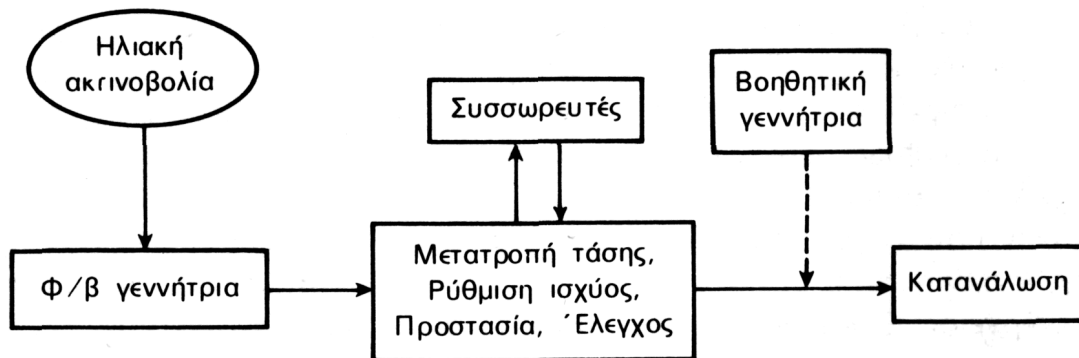 Ηλιακή
ακτινοβολία
Συσσωρευτές
Βοηθητική
γεννήτρια
Φ/β γεννήτρια
Μετατροπή τάσης,
Ρύθμιση ισχύος,
Προστασία, Έλεγχος
Κατανάλωση